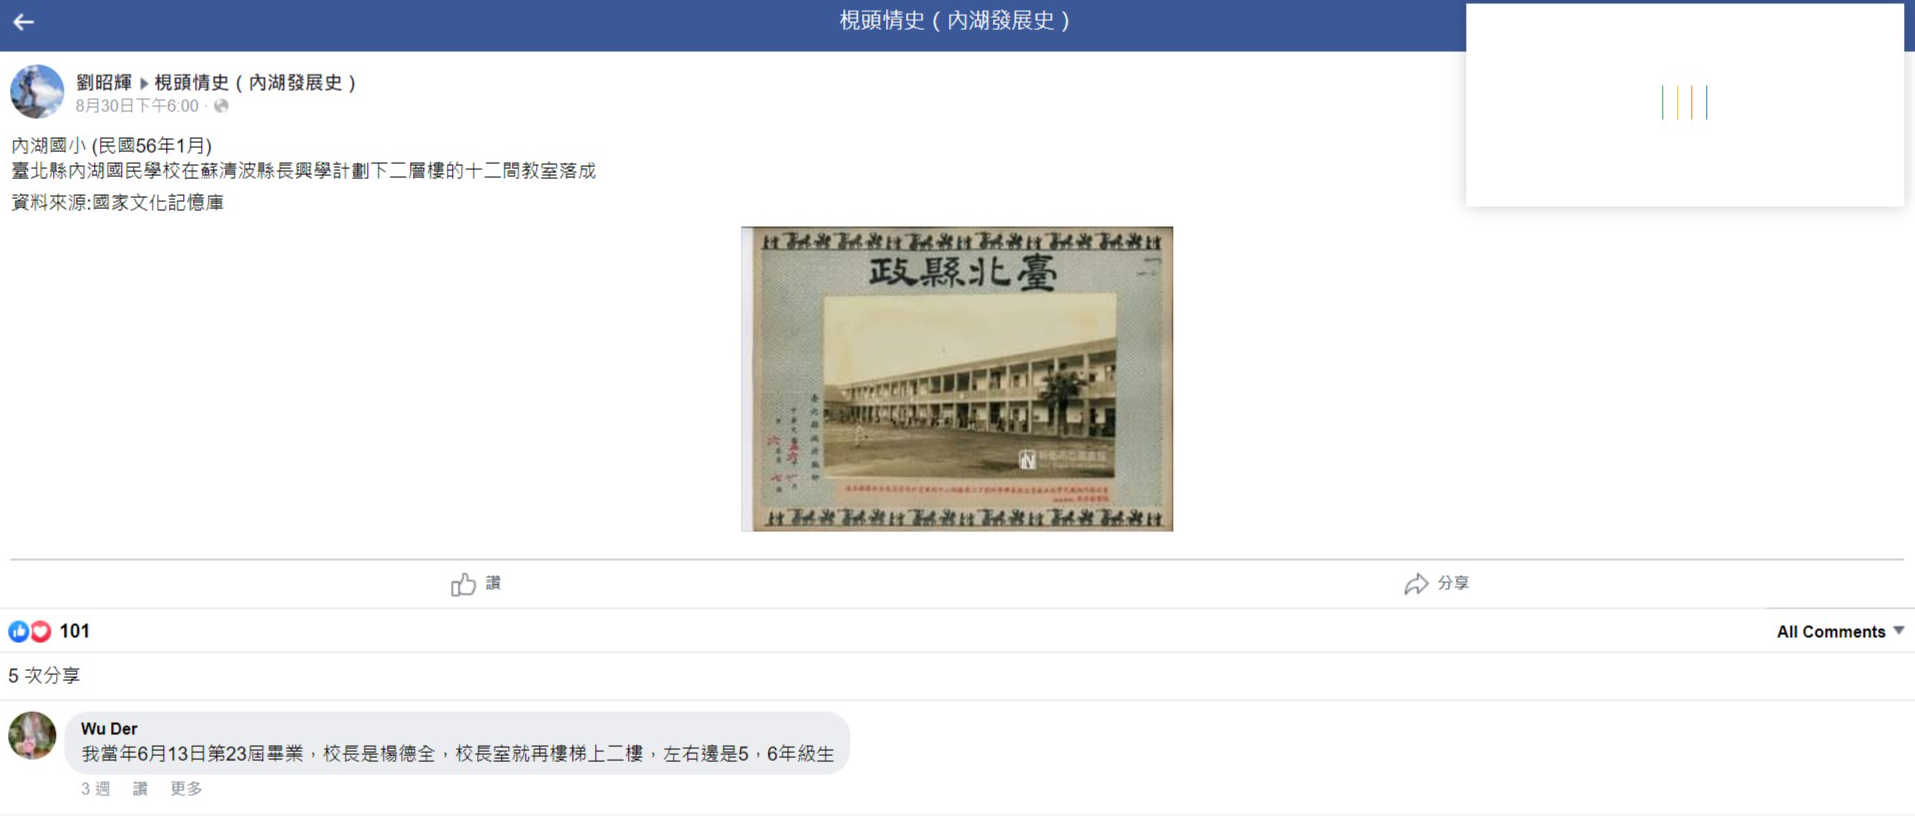 梘頭情史（內湖發展史）
劉昭輝 ▶ 梘頭情史（內湖發展史）
8月30日下午6:00 ·
內湖國小 (民國56年1月)
臺北縣內湖國民學校在蘇清波縣長興學計劃下二層樓的十二間教室落成
資料來源:國家文化記憶庫
政縣北臺
讚
分享
101
All Comments
5 次分享
Wu Der
我當年6月13日第23屆畢業，校長是楊德全，校長室就再樓梯上二樓，左右邊是5，6年級生
3 週 讚 更多